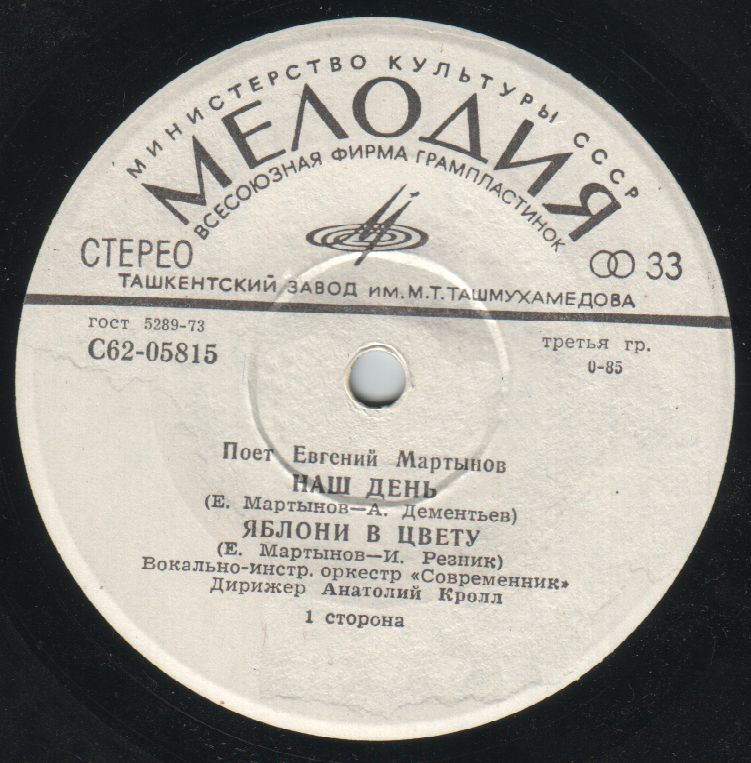 МИНИСТЕРСТВО КУЛЬТУРЫ СССР
МЕЛОДИЯ
ВСЕСОЮЗНАЯ ФИРМА ГРАМПЛАСТИНОК
СТЕРЕО
33
ТАШКЕНТСКИЙ ЗАВОД ИМ. М.Т. ТАШМУХАМЕДОВА
гост 5289-73
С62-05815
третья гр.
0-85
Поет Евгений Мартынов
НАШ ДЕНЬ
(Е. Мартынов—А. Дементьев)
ЯБЛОНИ В ЦВЕТУ
(Е. Мартынов—И. Резник)
Вокально-инстр. оркестр «Современник»
Дирижер Анатолий Кролл
1 сторона